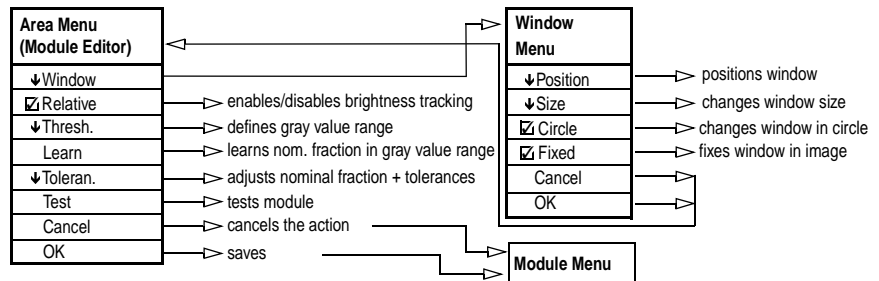 Area Menu
(Module Editor)
Window
Relative
Thresh.
Learn
Toleran.
Test
Cancel
OK
enables/disables brightness tracking
defines gray value range
learns nom. fraction in gray value range
adjusts nominal fraction + tolerances
tests module
cancels the action
saves
Window
Menu
Position
Size
Circle
Fixed
Cancel
OK
positions window
changes window size
changes window in circle
fixes window in image
Module Menu